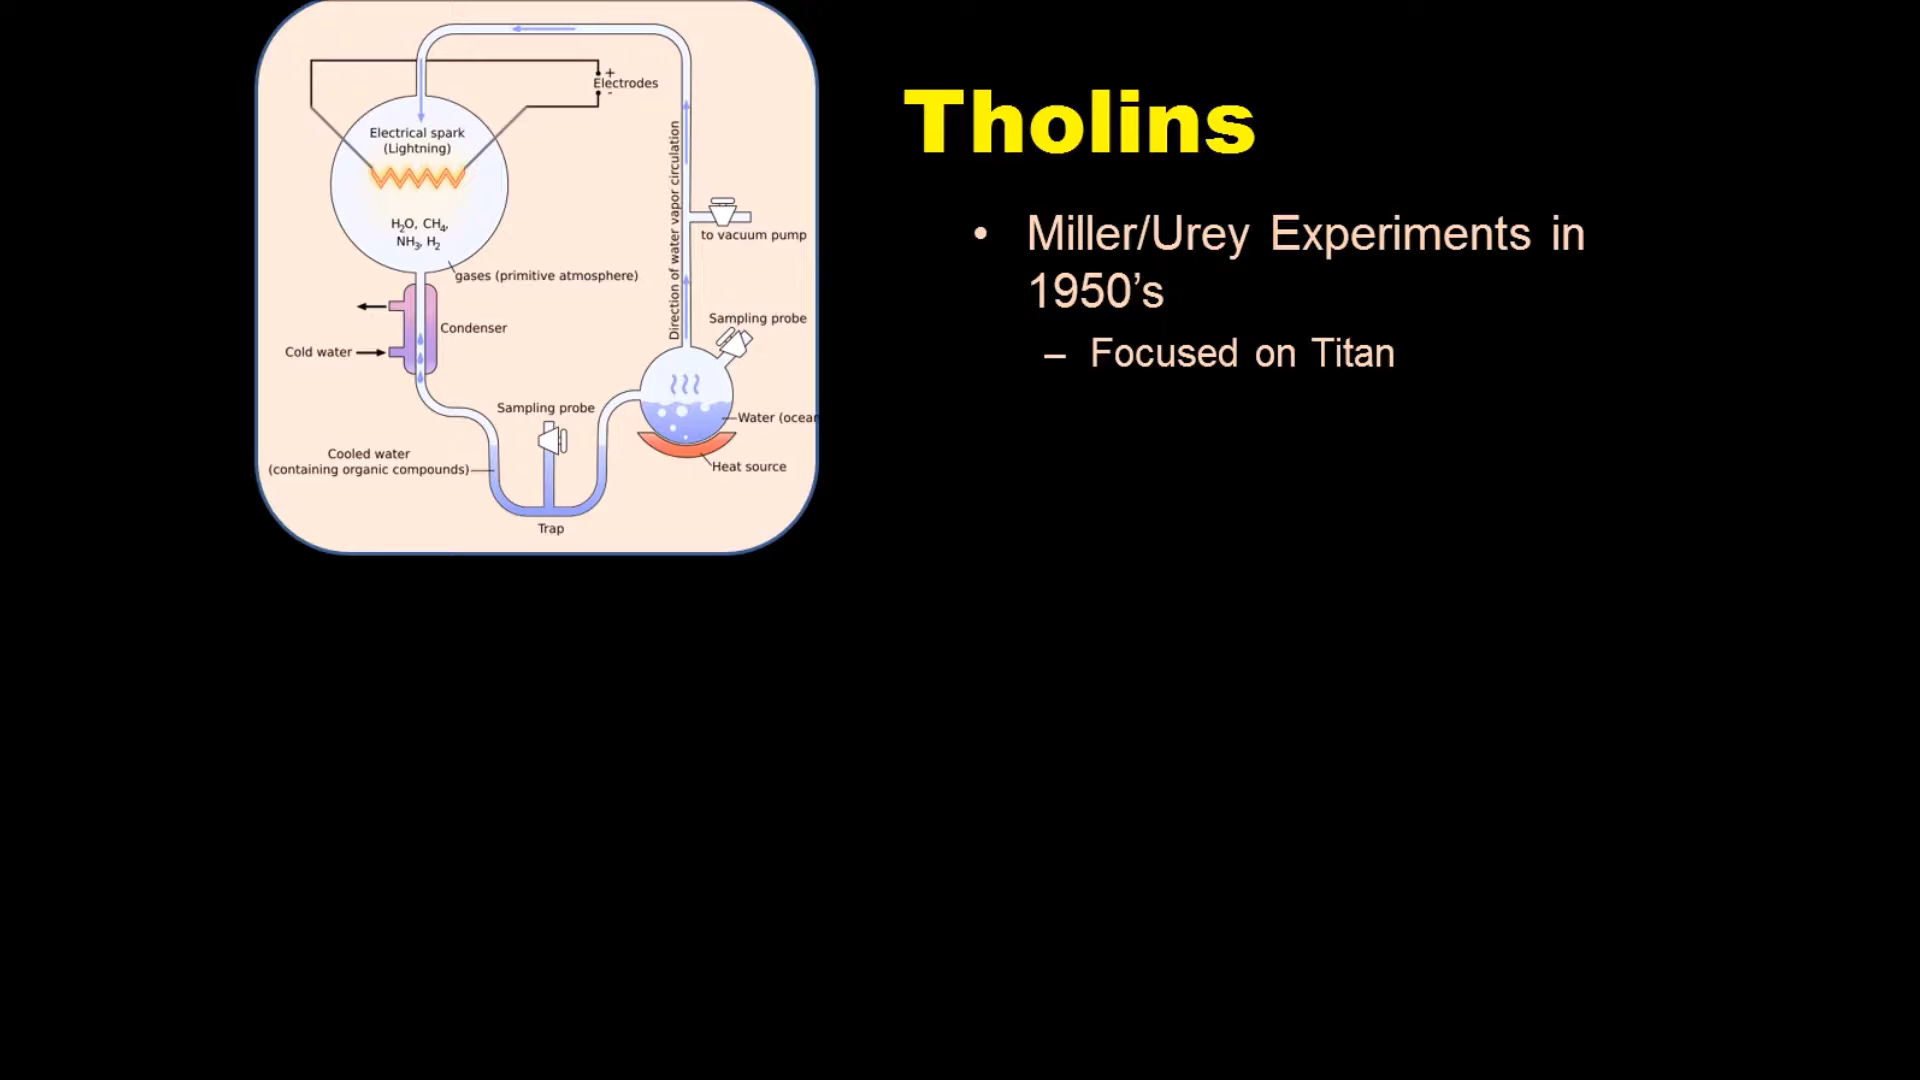 +
Electrodes
-
Electrical spark
(Lightning)
H₂O, CH₄,
NH₃, H₂
gases (primitive atmosphere)
Direction of water vapor circulation
to vacuum pump
Condenser
Cold water
Sampling probe
Sampling probe
Water (ocean
Heat source
Cooled water
(containing organic compounds)
Trap
Tholins
• Miller/Urey Experiments in
1950’s
– Focused on Titan